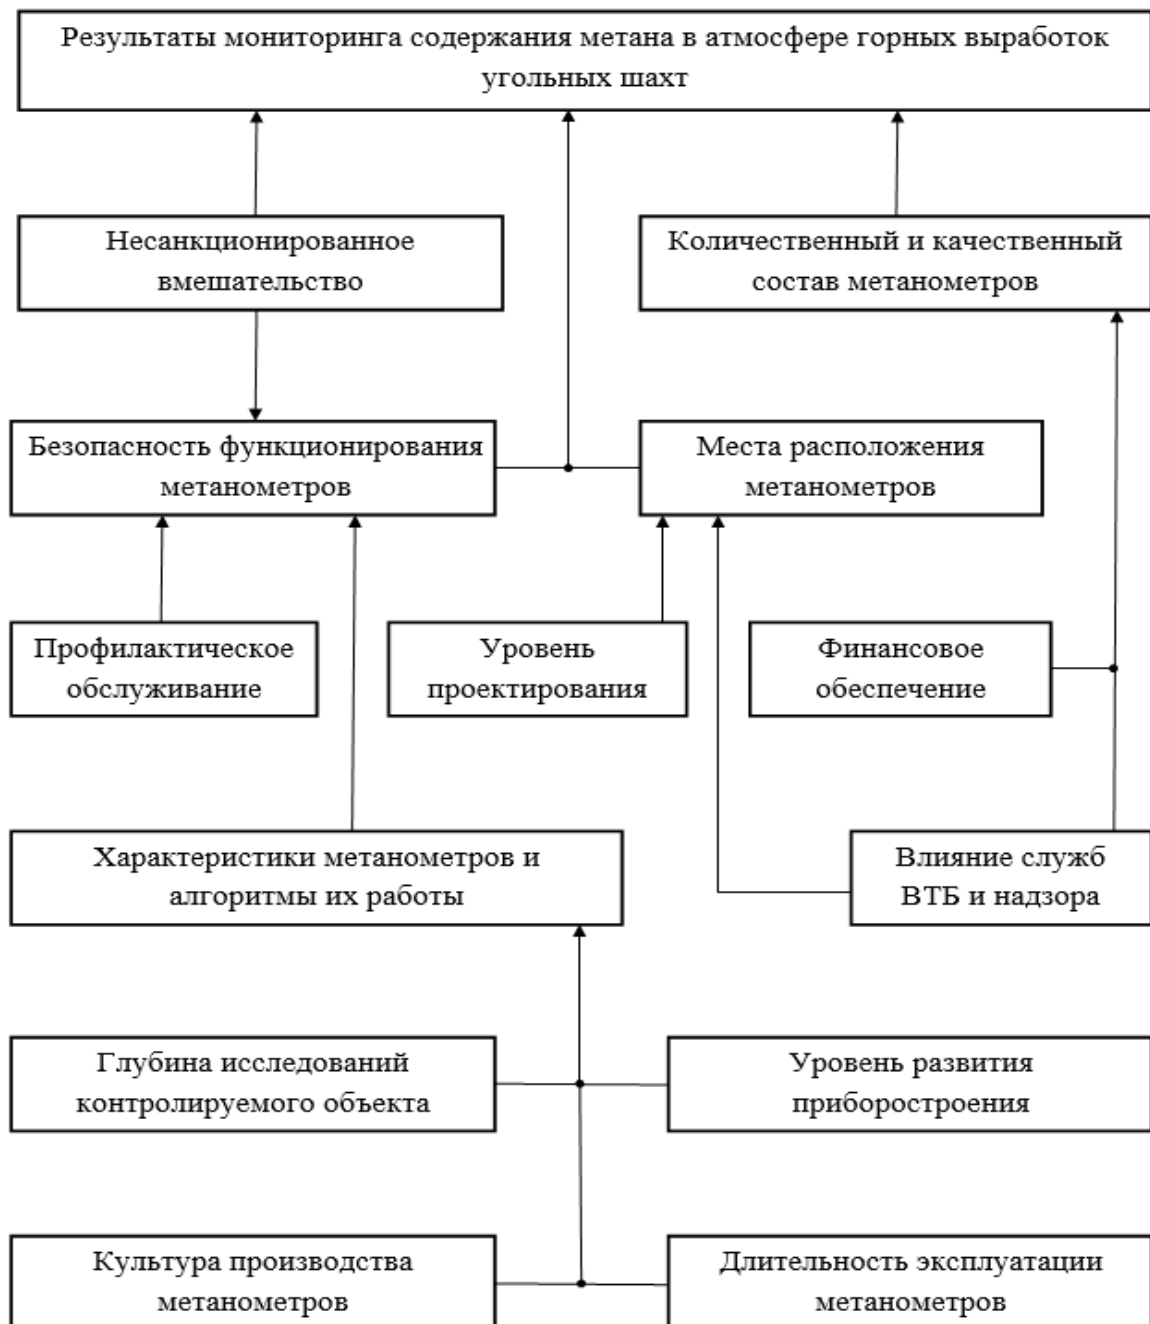 Результаты мониторинга содержания метана в атмосфере горных выработок
угольных шахт
Несанкционированное
вмешательство
Количественный и качественный
состав метанометров
Безопасность функционирования
метанометров
Места расположения
метанометров
Профилактическое
обслуживание
Уровень
проектирования
Финансовое
обеспечение
Характеристики метанометров и
алгоритмы их работы
Влияние служб
ВТБ и надзора
Глубина исследований
контролируемого объекта
Уровень развития
приборостроения
Культура производства
метанометров
Длительность эксплуатации
метанометров